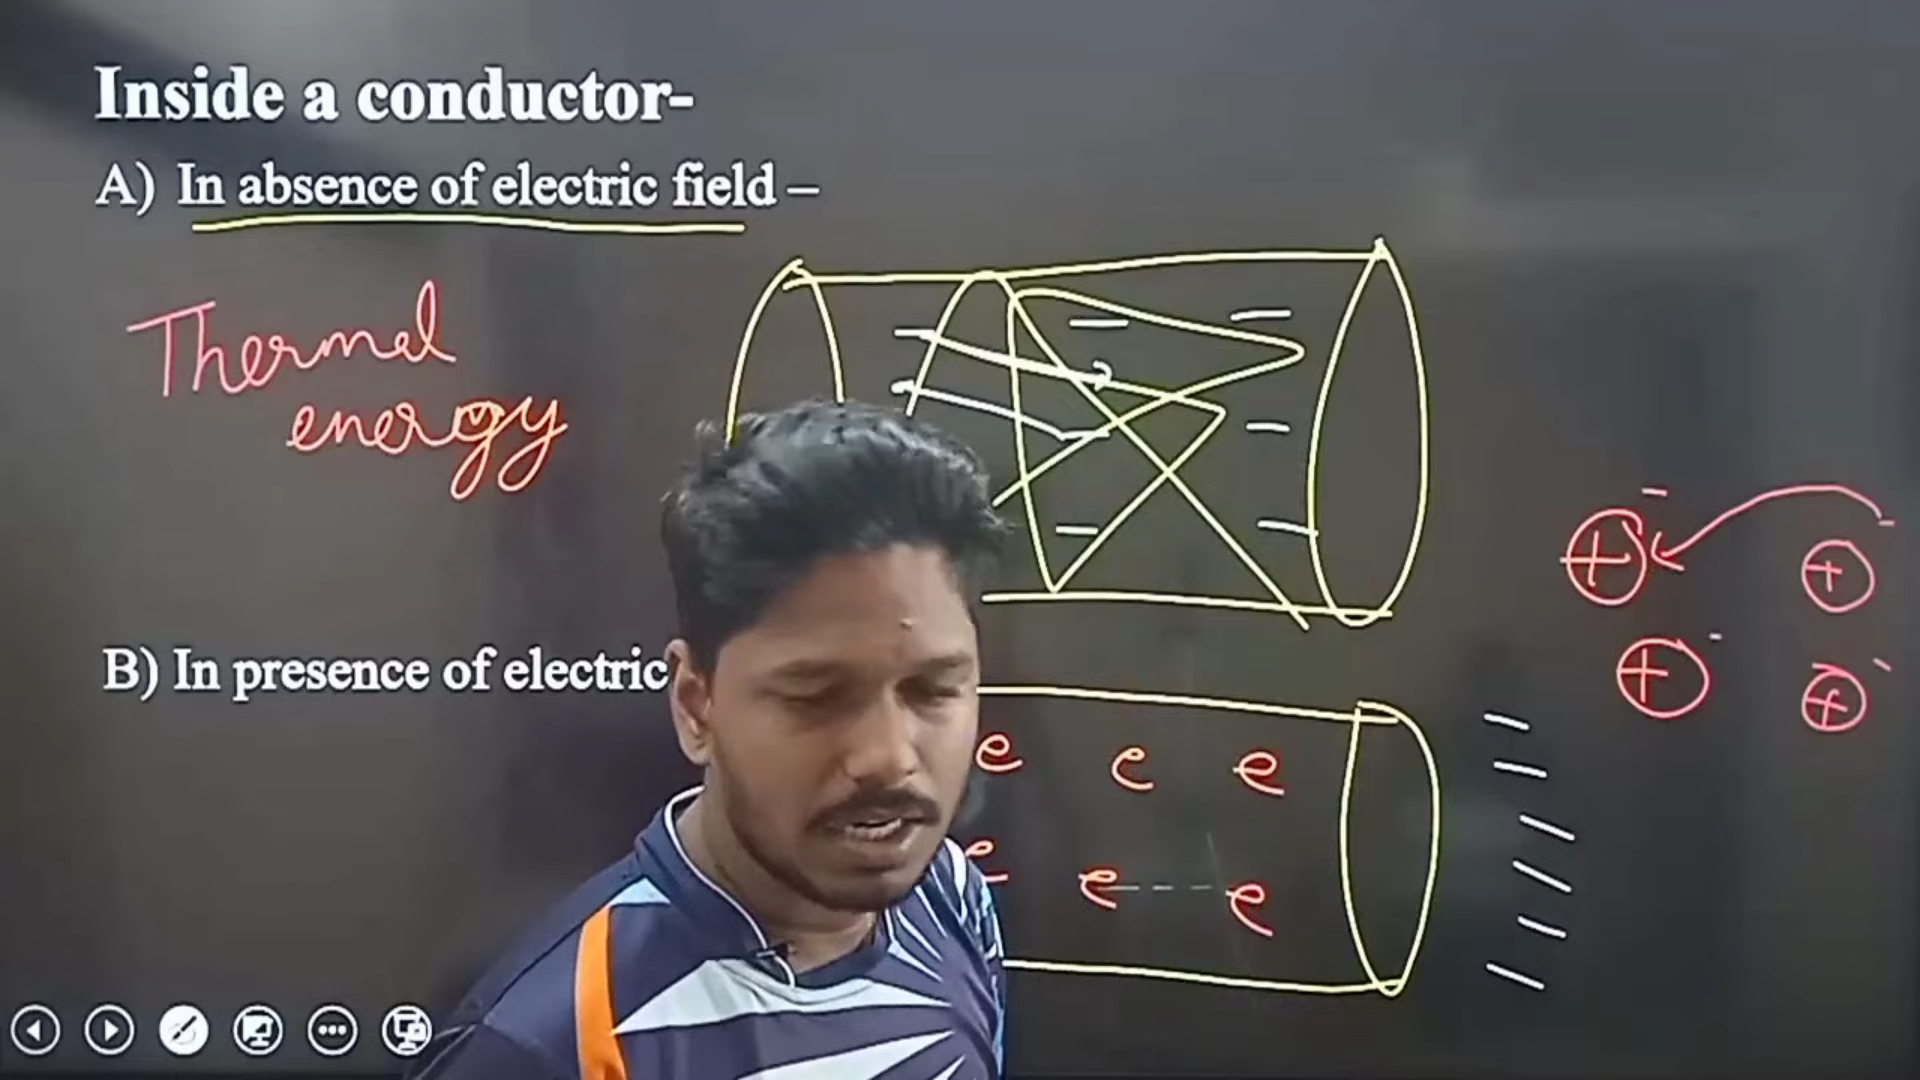 Inside a conductor-
A) In absence of electric field –
Thermal
energy
B) In presence of electric
e e e
e e e